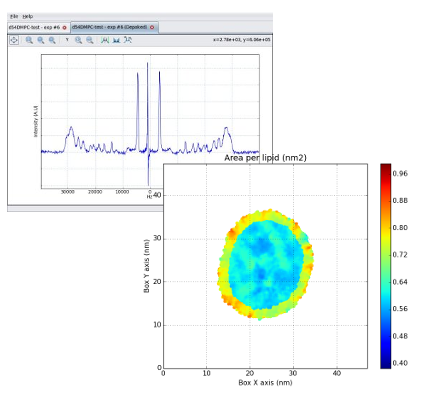 File Help
d54DMPC-test - exp #6 d54DMPC-test - exp #6 (Depaked)
Y x=2.78e+03, y=6.06e+05
Intensity (A.U)
30000 20000 10000 0
Hz
Area per lipid (nm2)
40
30
20
10
0
Box Y axis (nm)
0 10 20 30 40
Box X axis (nm)
0.96
0.88
0.80
0.72
0.64
0.56
0.48
0.40